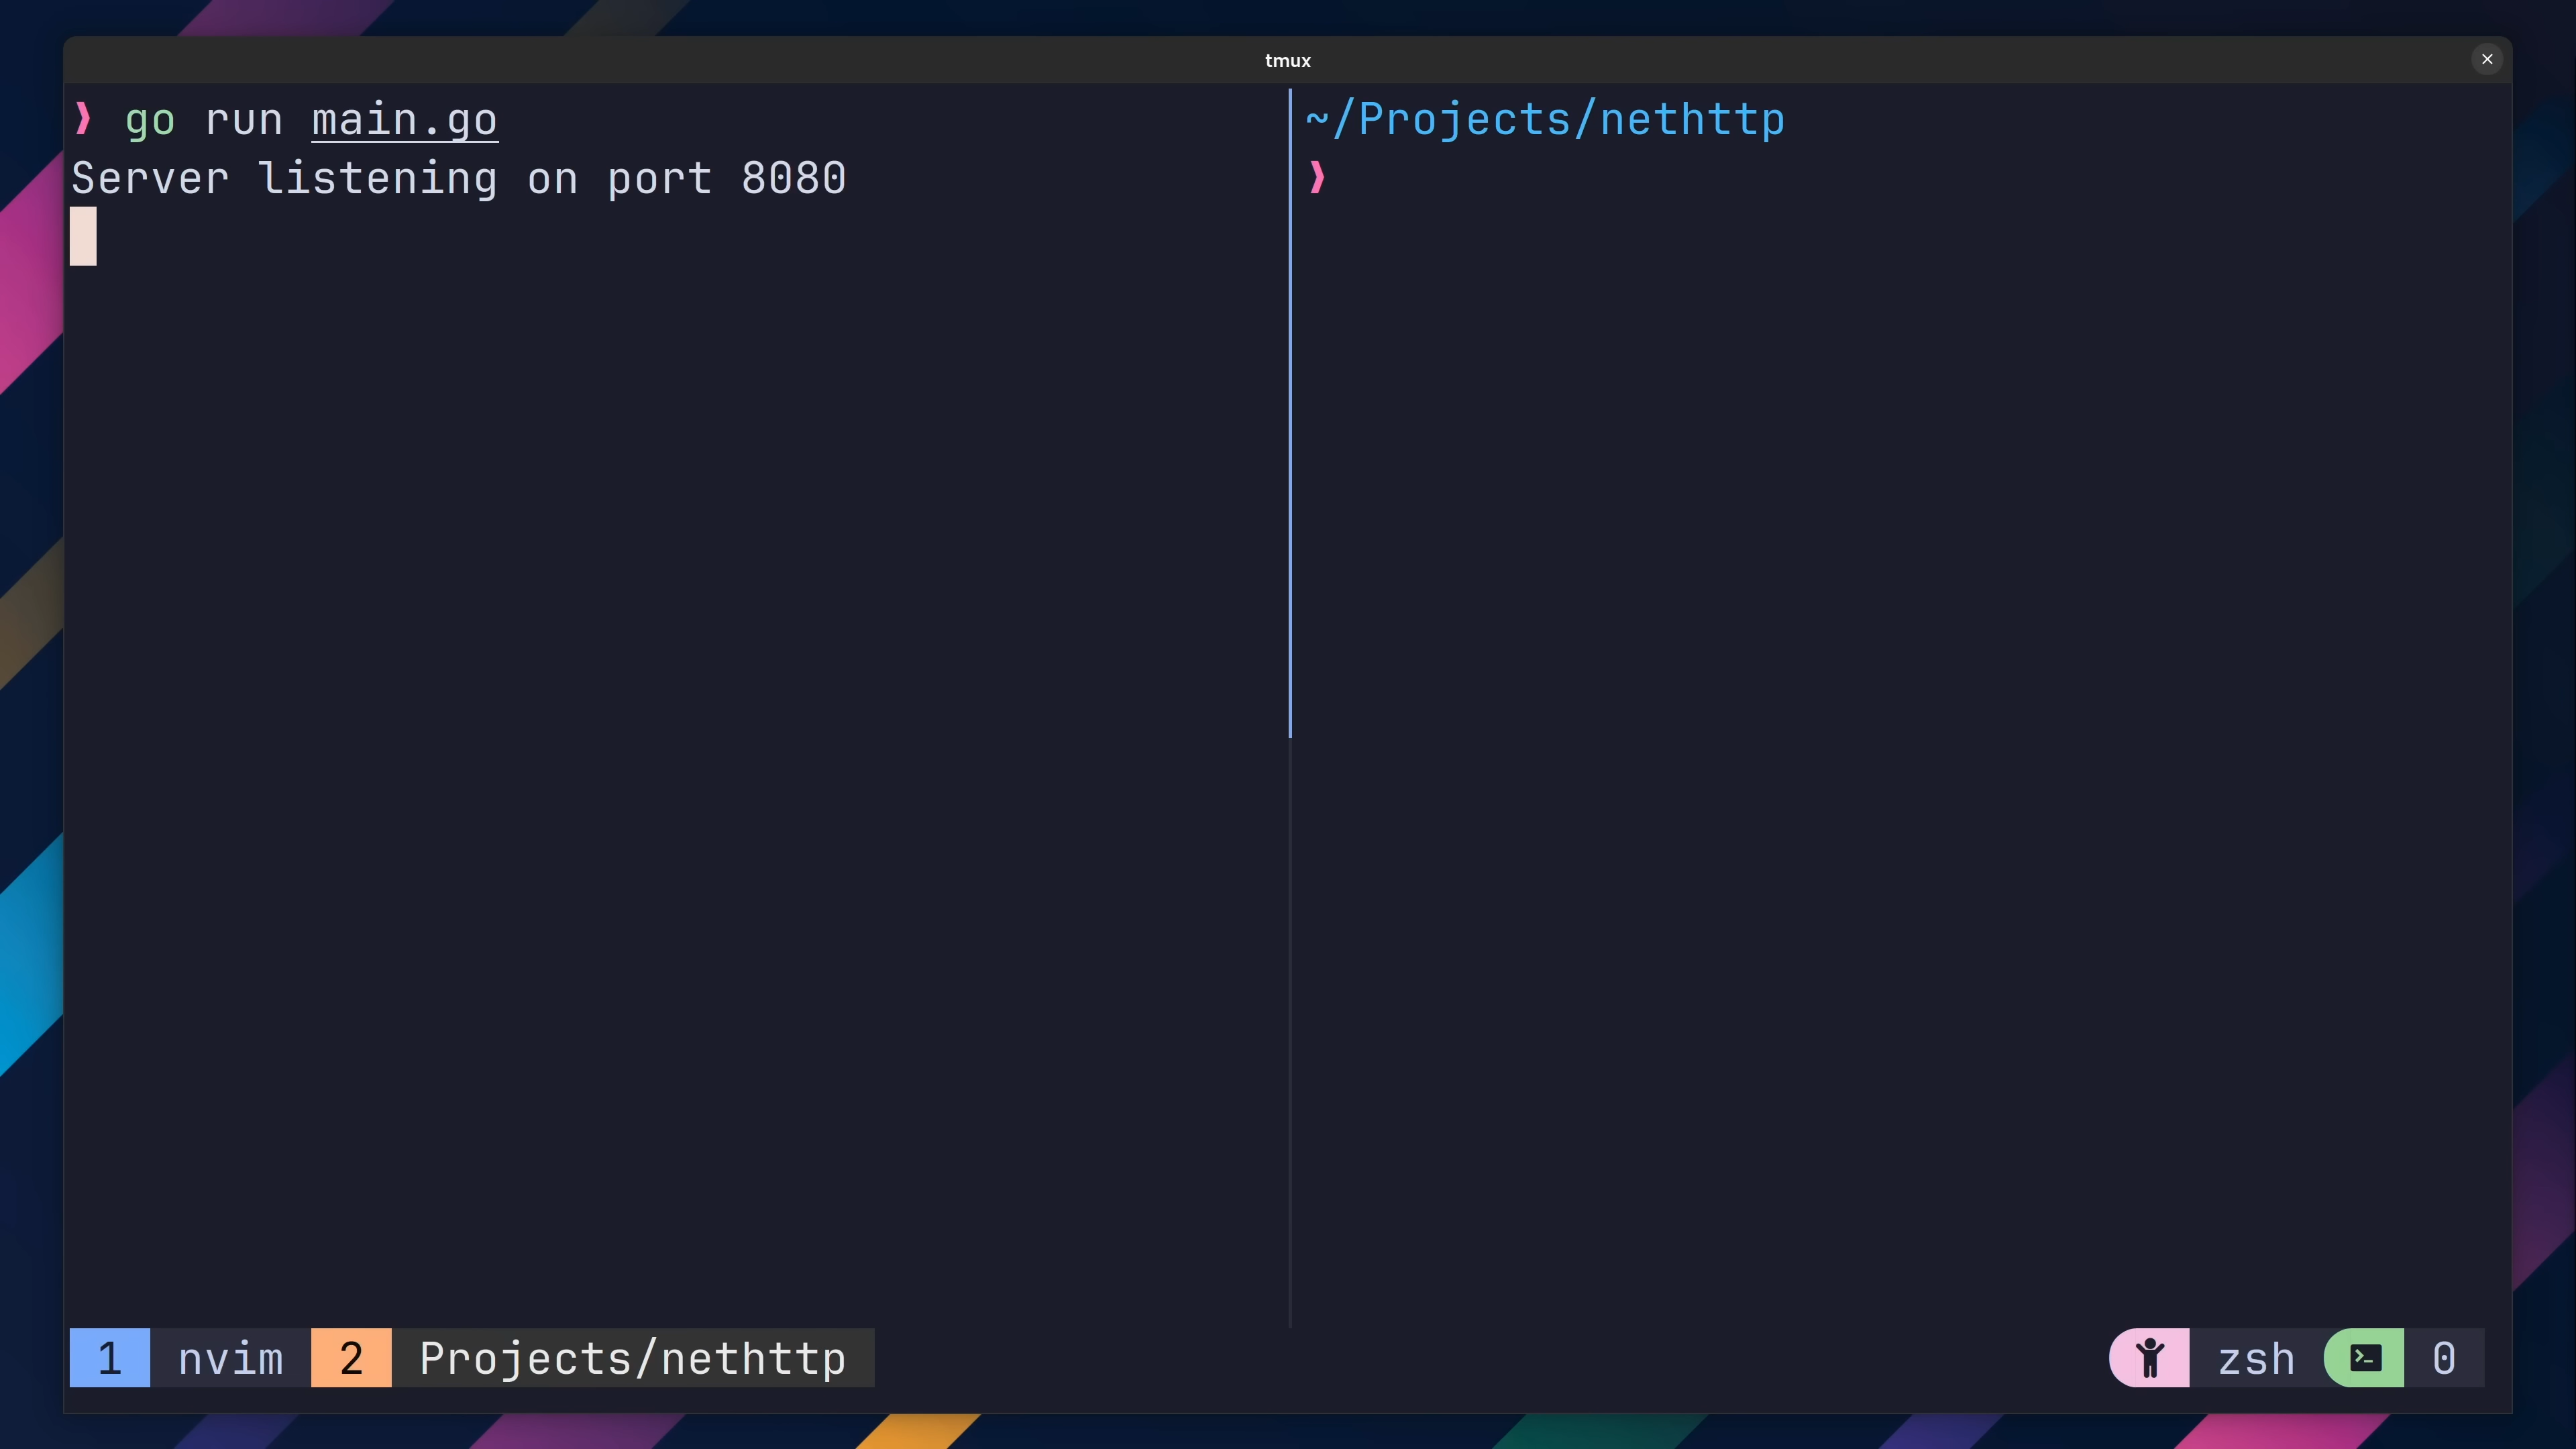 tmux
❱ go run main.go
Server listening on port 8080
~/Projects/nethttp
❱
1 nvim 2 Projects/nethttp
zsh 0